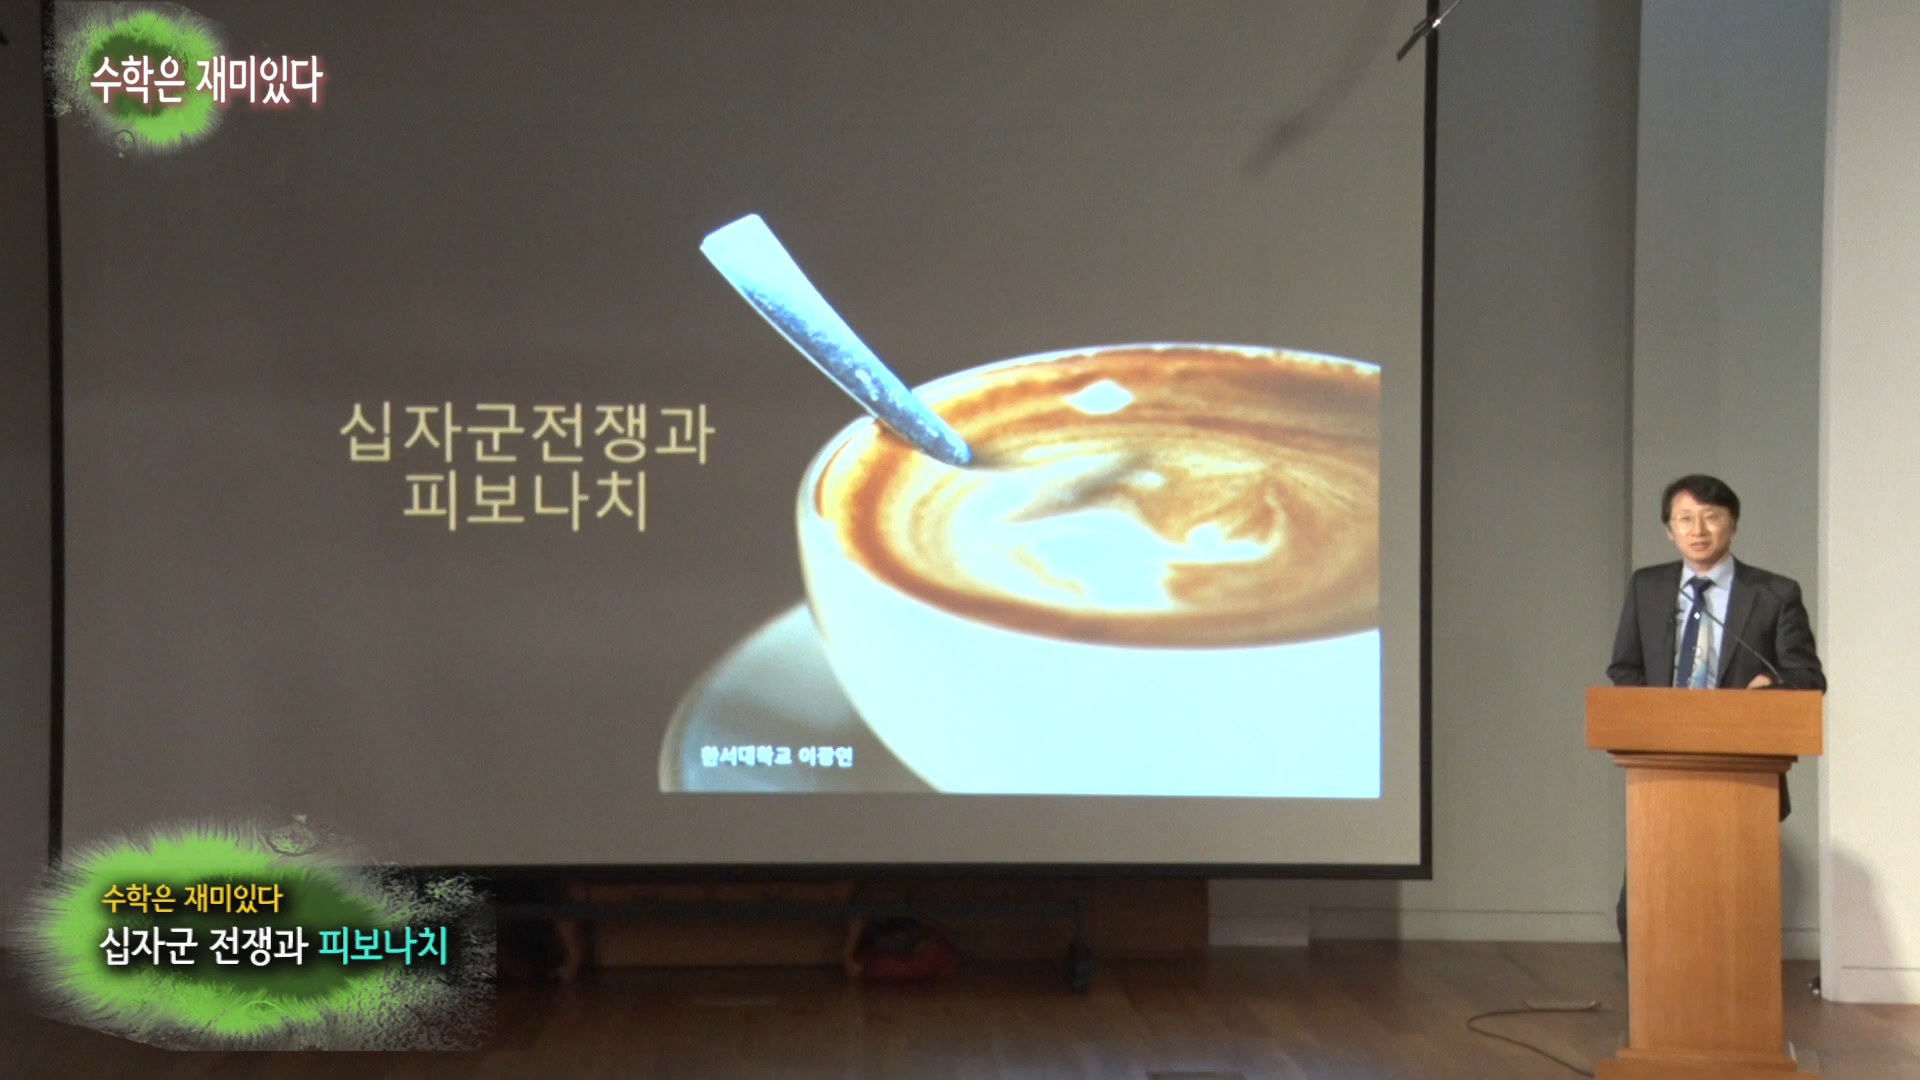 수학은 재미있다
십자군전쟁과
피보나치
한서대학교 이광연
수학은 재미있다
십자군 전쟁과 피보나치